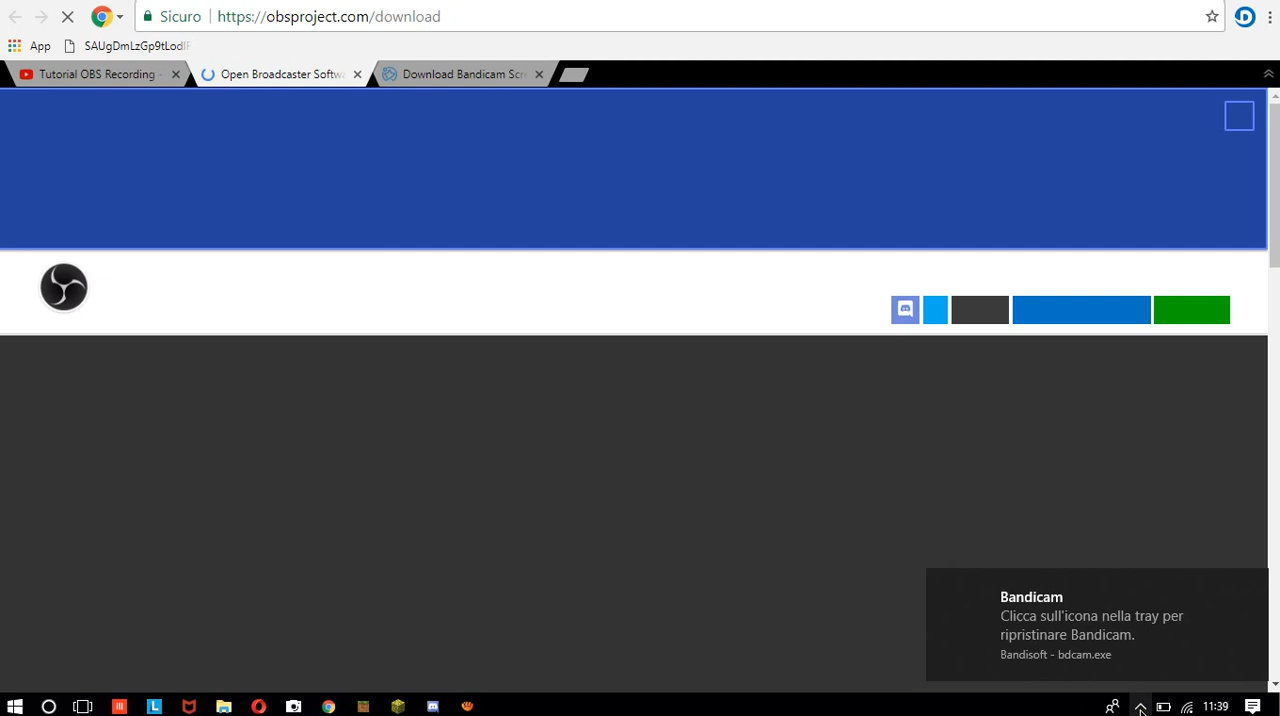 Sicuro https://obsproject.com/download
App
Tutorial OBS Recording -
Open Broadcaster Softw
Download Bandicam Scr
Bandicam
Clicca sull'icona nella tray per
ripristinare Bandicam.
Bandisoft - bdcam.exe
11:39